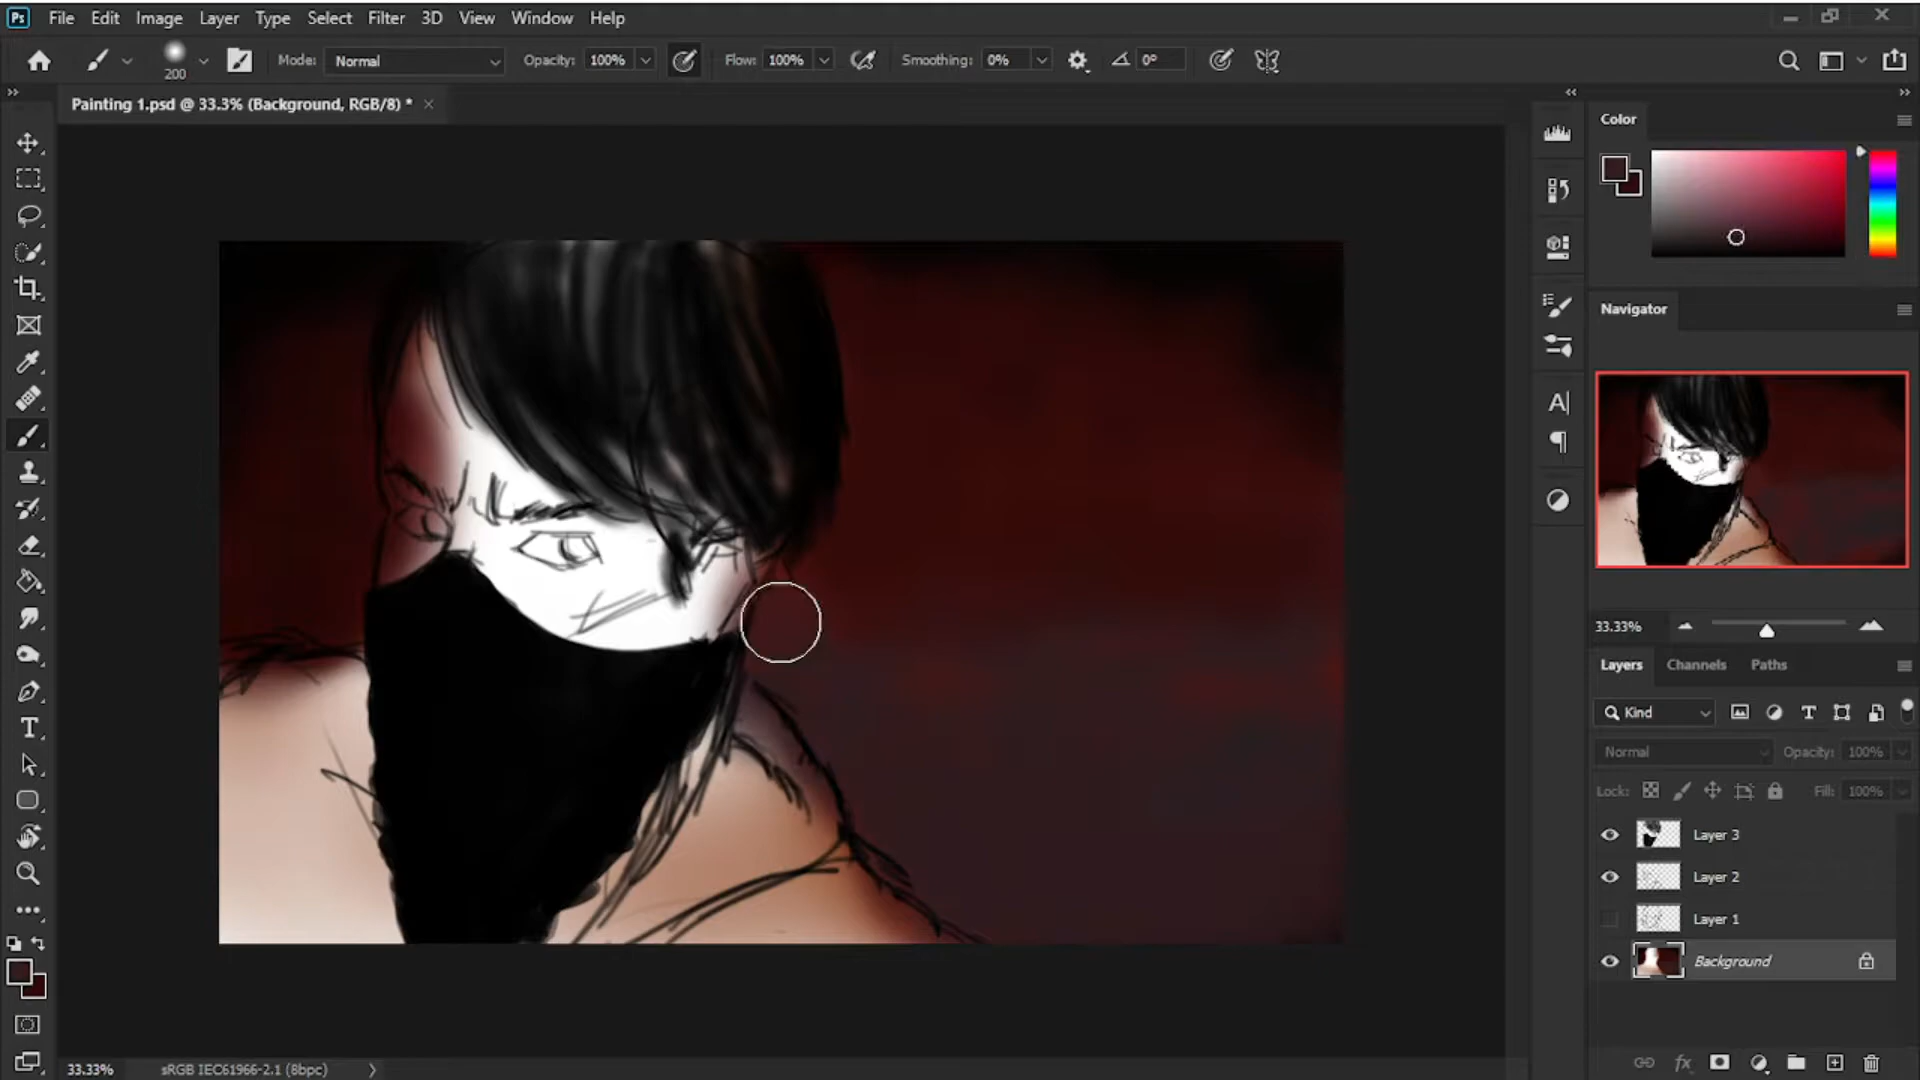 Ps File Edit Image Layer Type Select Filter 3D View Window Help
200 Mode: Normal Opacity: 100% Flow: 100% Smoothing: 0% 0°
Painting 1.psd @ 33.3% (Background, RGB/8) *
Color
Navigator
33.33%
Layers Channels Paths
Kind
Normal Opacity: 100%
Lock: Fill: 100%
Layer 3
Layer 2
Layer 1
Background
fx
33.33% sRGB IEC61966-2.1 (8bpc)